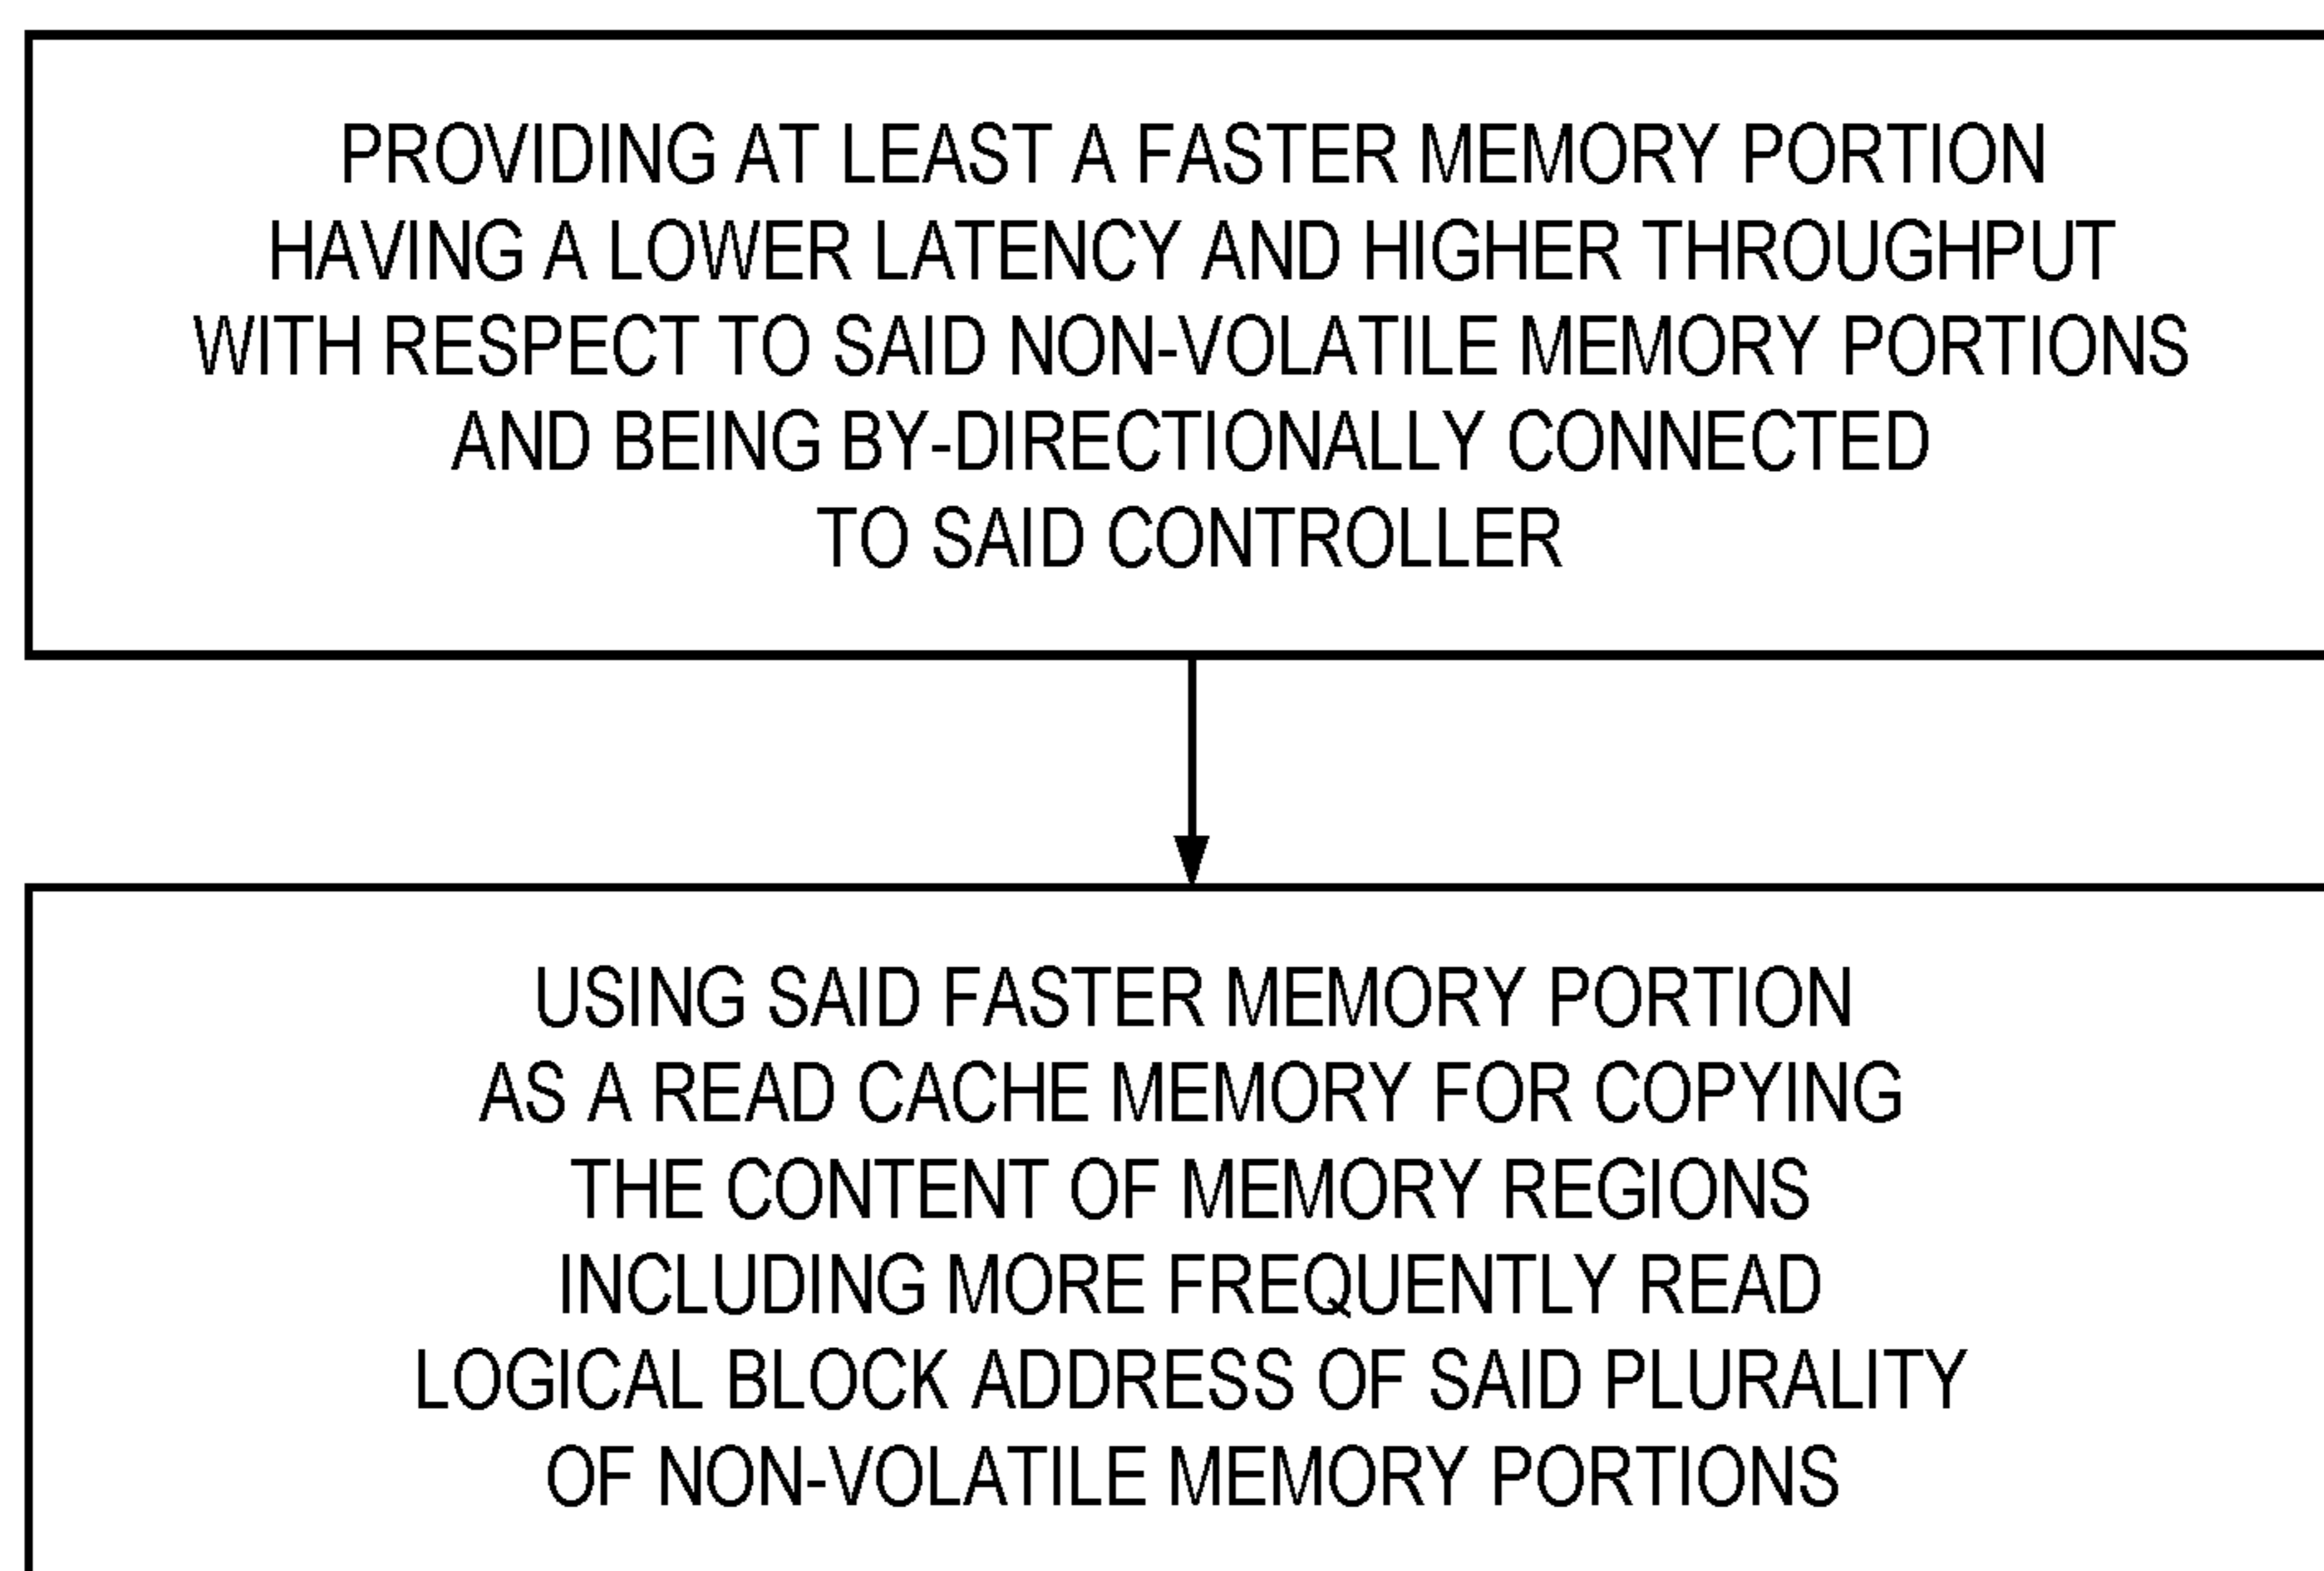 PROVIDING AT LEAST A FASTER MEMORY PORTION
HAVING A LOWER LATENCY AND HIGHER THROUGHPUT
WITH RESPECT TO SAID NON-VOLATILE MEMORY PORTIONS
AND BEING BY-DIRECTIONALLY CONNECTED
TO SAID CONTROLLER
USING SAID FASTER MEMORY PORTION
AS A READ CACHE MEMORY FOR COPYING
THE CONTENT OF MEMORY REGIONS
INCLUDING MORE FREQUENTLY READ
LOGICAL BLOCK ADDRESS OF SAID PLURALITY
OF NON-VOLATILE MEMORY PORTIONS